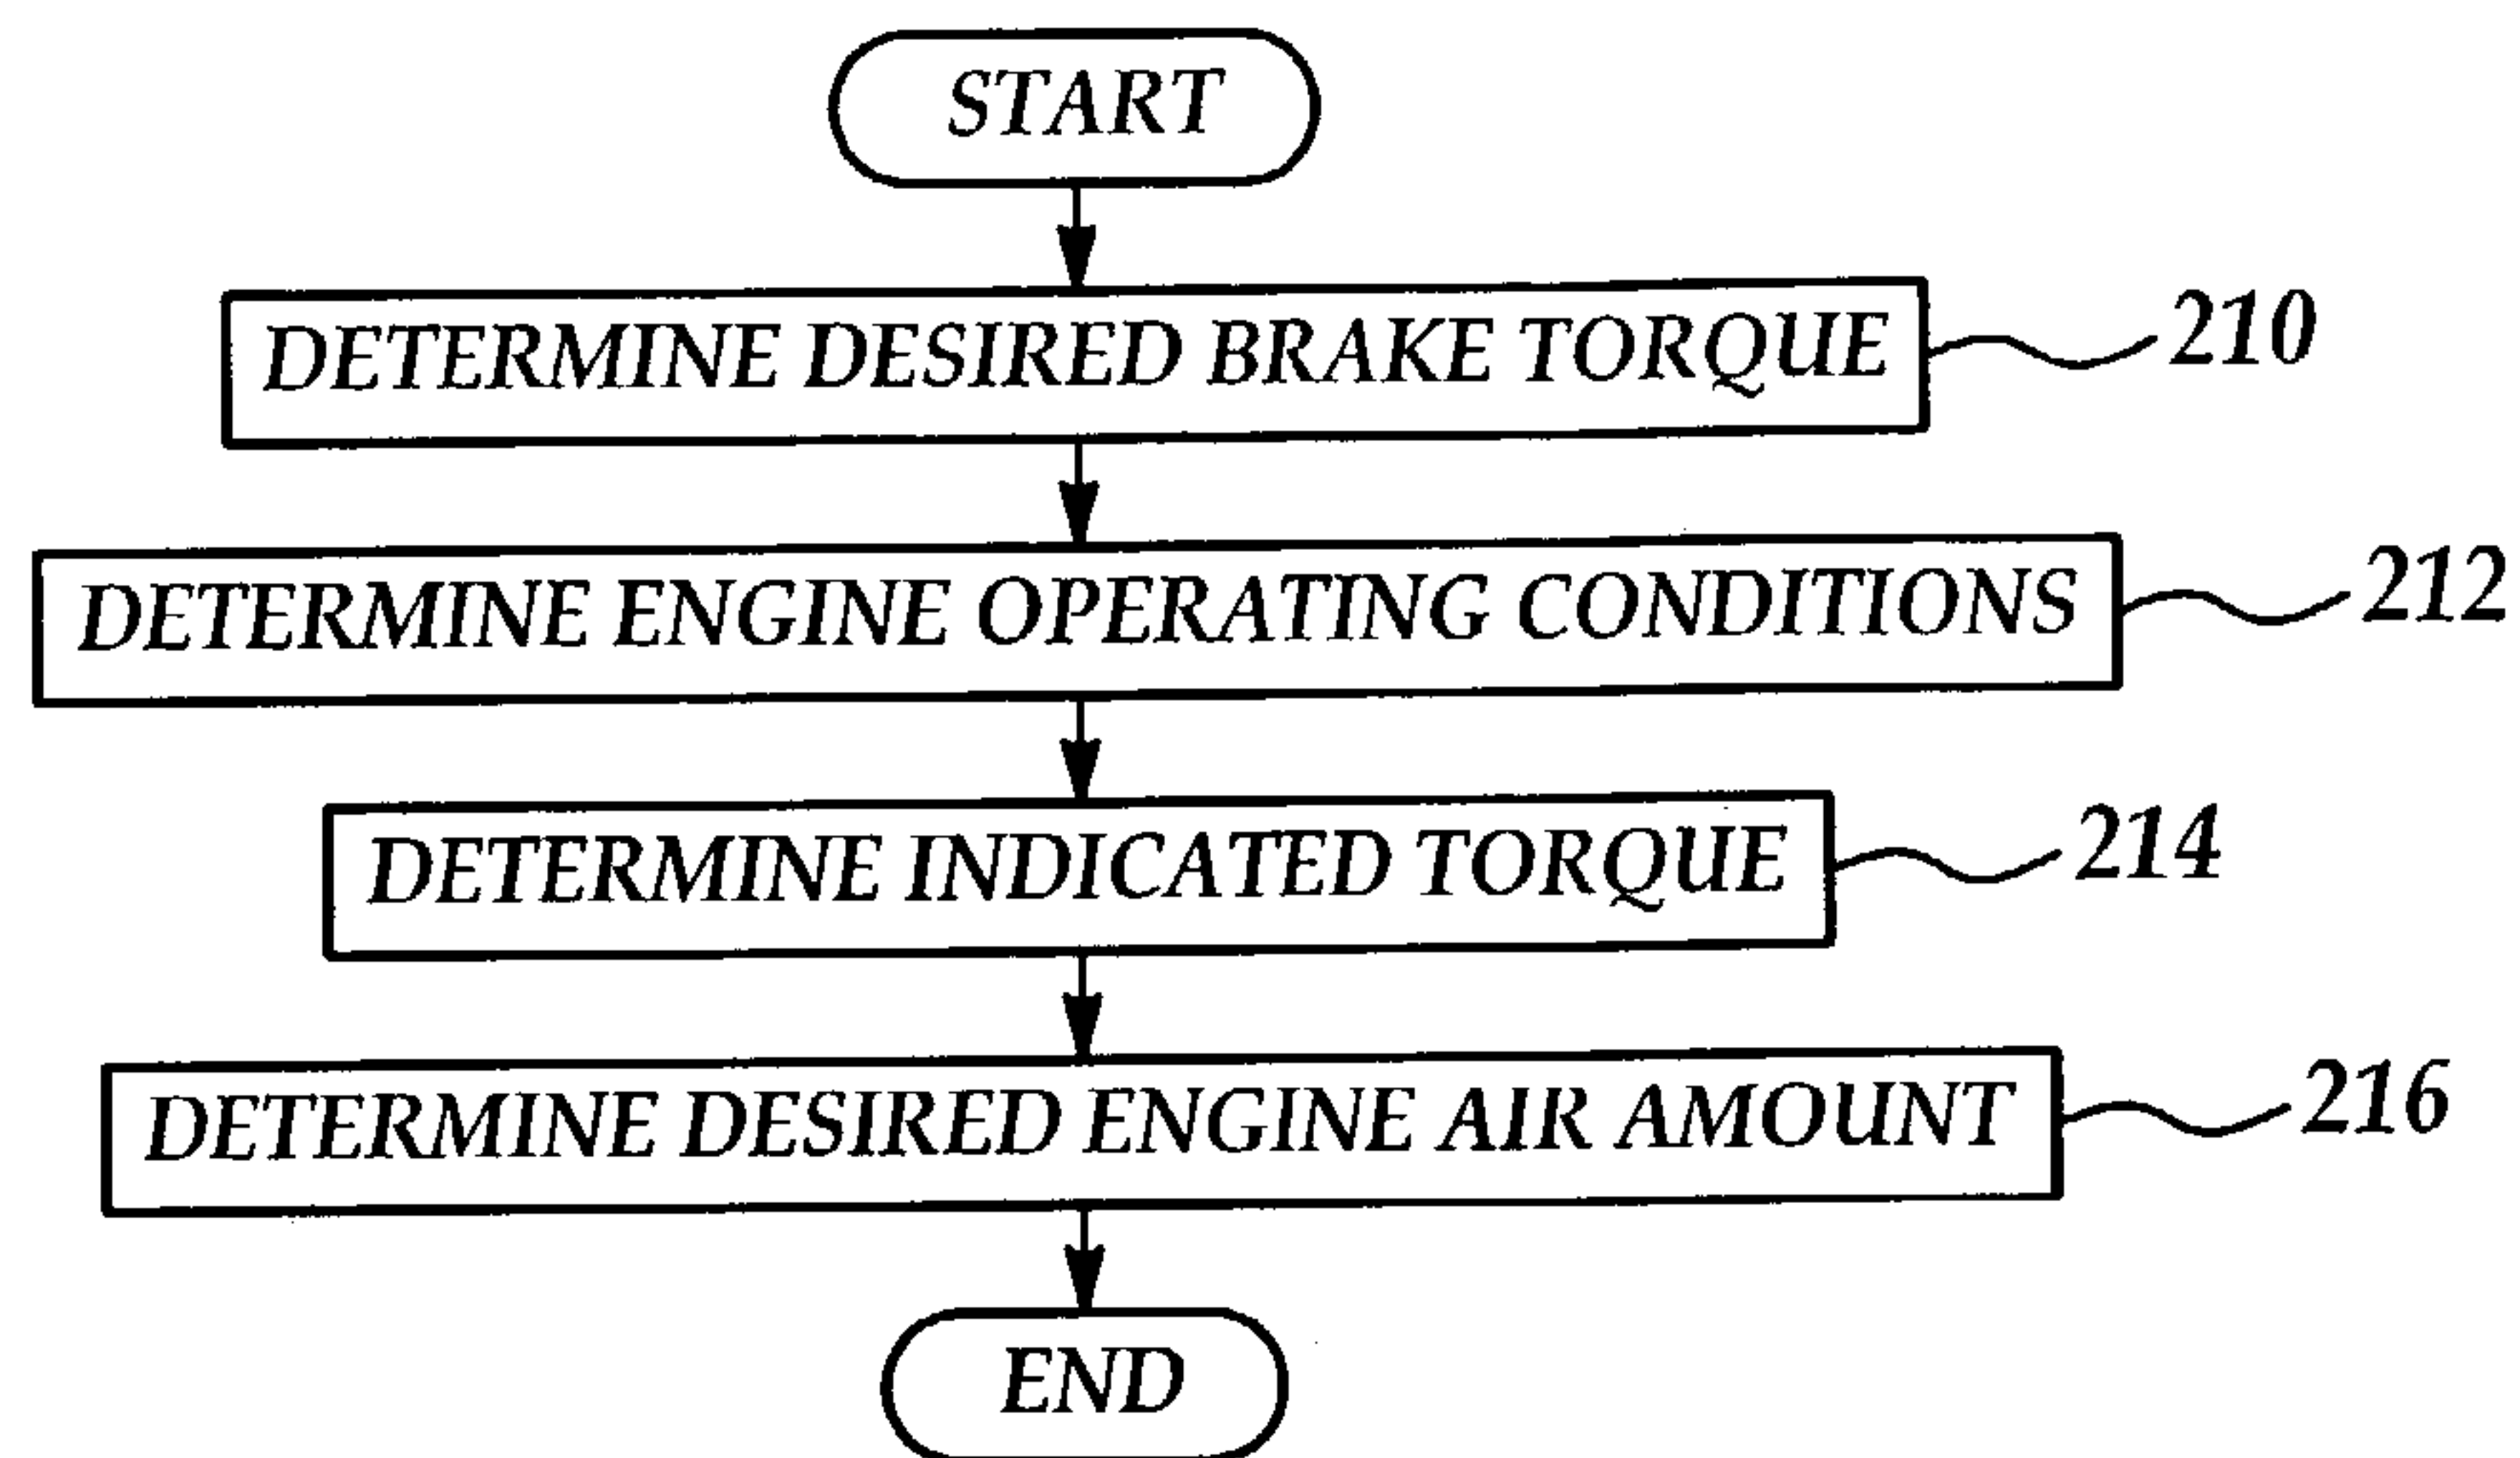 START
DETERMINE DESIRED BRAKE TORQUE 210
DETERMINE ENGINE OPERATING CONDITIONS 212
DETERMINE INDICATED TORQUE 214
DETERMINE DESIRED ENGINE AIR AMOUNT 216
END